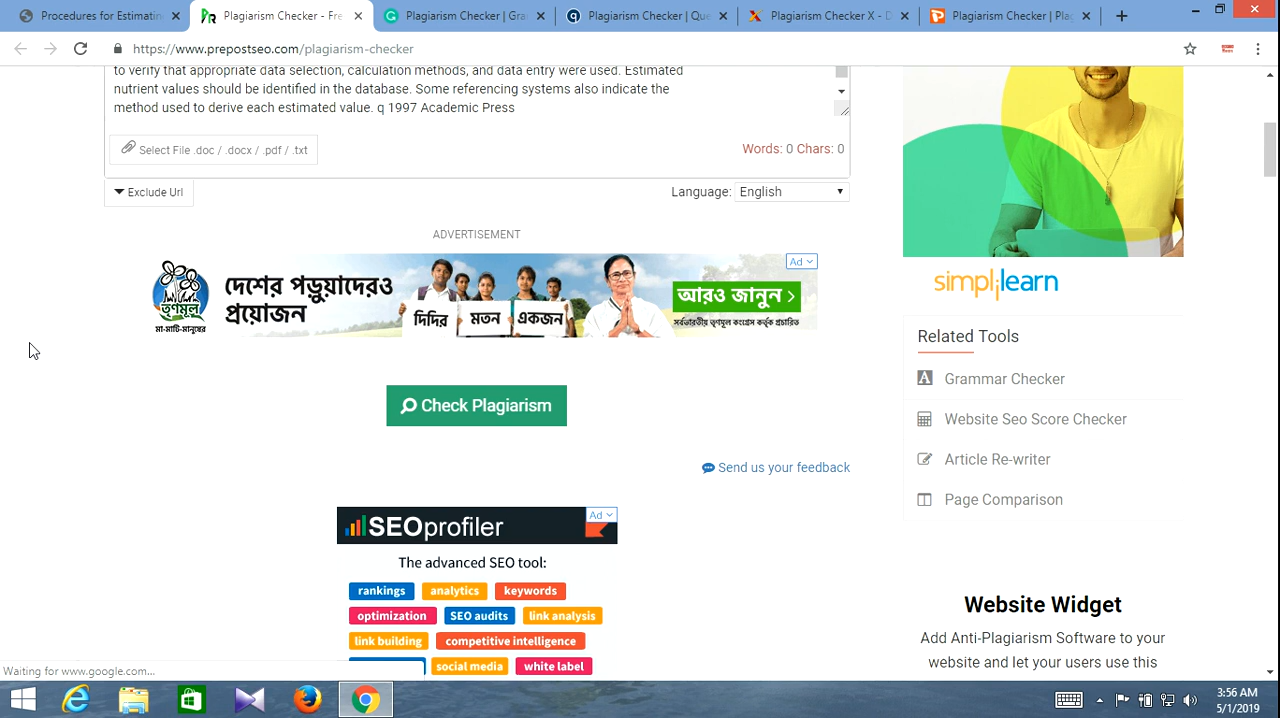 Procedures for Estimatin
Plagiarism Checker - Fre
Plagiarism Checker | Gra
Plagiarism Checker | Que
Plagiarism Checker X - D
Plagiarism Checker | Plag
https://www.prepostseo.com/plagiarism-checker
to verify that appropriate data selection, calculation methods, and data entry were used. Estimated
nutrient values should be identified in the database. Some referencing systems also indicate the
method used to derive each estimated value. q 1997 Academic Press
Select File .doc / .docx / .pdf / .txt
Words: 0 Chars: 0
Exclude Url
Language: English
ADVERTISEMENT
Ad
তৃণমূল
মা-মাটি-মানুষের
দেশের পড়ুয়াদেরও
প্রয়োজন
দিদির মতন একজন
আরও জানুন >
সর্বভারতীয় তৃণমূল কংগ্রেস কর্তৃক প্রচারিত
Check Plagiarism
Send us your feedback
SEOprofiler
Ad
The advanced SEO tool:
rankings analytics keywords
optimization SEO audits link analysis
link building competitive intelligence
social media white label
simplilearn
Related Tools
Grammar Checker
Website Seo Score Checker
Article Re-writer
Page Comparison
Website Widget
Add Anti-Plagiarism Software to your
website and let your users use this
Waiting for www.google.com...
3:56 AM
5/1/2019